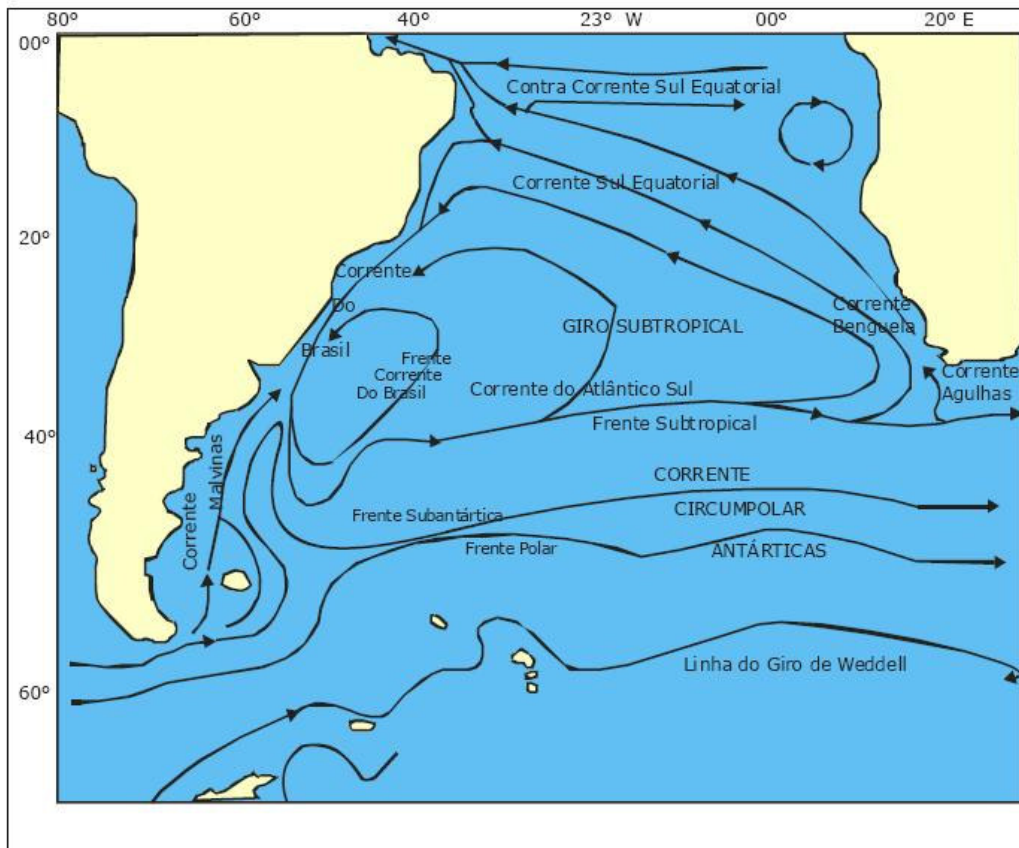 80º 60º 40º 23º W 00º 20º E
00º
Contra Corrente Sul Equatorial
Corrente Sul Equatorial
20º
Corrente
Do
Brasil
Corrente
Benguela
GIRO SUBTROPICAL
Frente
Corrente
Do Brasil
Corrente do Atlântico Sul
Corrente
Agulhas
Frente Subtropical
40º
Corrente
Malvinas
CORRENTE
CIRCUMPOLAR
ANTÁRTICAS
Frente Subantártica
Frente Polar
Linha do Giro de Weddell
60º